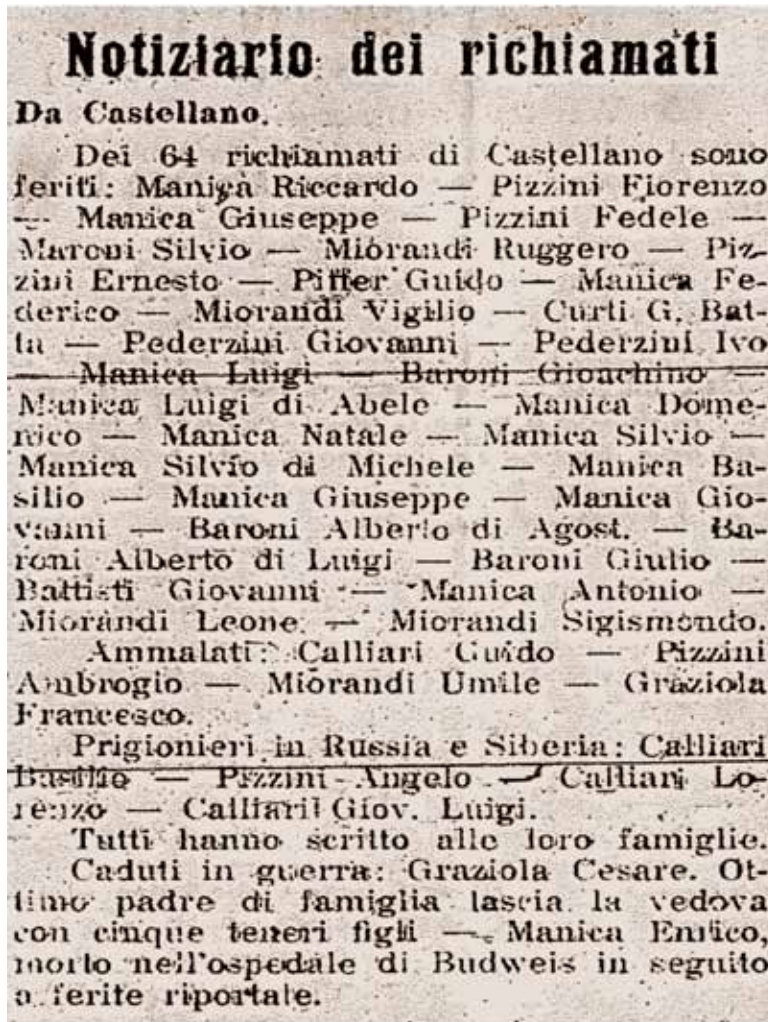 Notiziario dei richiamati
Da Castellano.
Dei 64 richiamati di Castellano sono
feriti: Manica Riccardo — Pizzini Fiorenzo
— Manica Giuseppe — Pizzini Fedele —
Maroni Silvio — Miorandi Ruggero — Piz-
zini Ernesto — Piffer Guido — Manica Fe-
derico — Miorandi Vigilio — Curti G. Bat-
ta — Pederzini Giovanni — Pederzini Ivo
— Manica Luigi — Baroni Gioachino —
Manica Luigi di Abele — Manica Dome-
nico — Manica Natale — Manica Silvio —
Manica Silvio di Michele — Manica Ba-
silio — Manica Giuseppe — Manica Gio-
vanni — Baroni Alberto di Agost. — Ba-
roni Alberto di Luigi — Baroni Giulio —
Battisti Giovanni — Manica Antonio —
Miorandi Leone — Miorandi Sigismondo.
Ammalati: Calliari Guido — Pizzini
Ambrogio — Miorandi Umile — Graziola
Francesco.
Prigionieri in Russia e Siberia: Calliari
Basilio — Pizzini Angelo — Calliari Lo-
renzo — Calliaril Giov. Luigi.
Tutti hanno scritto alle loro famiglie.
Caduti in guerra: Graziola Cesare. Ot-
timo padre di famiglia lascia la vedova
con cinque teneri figli — Manica Enrico,
morto nell'ospedale di Budweis in seguito
a ferite riportate.